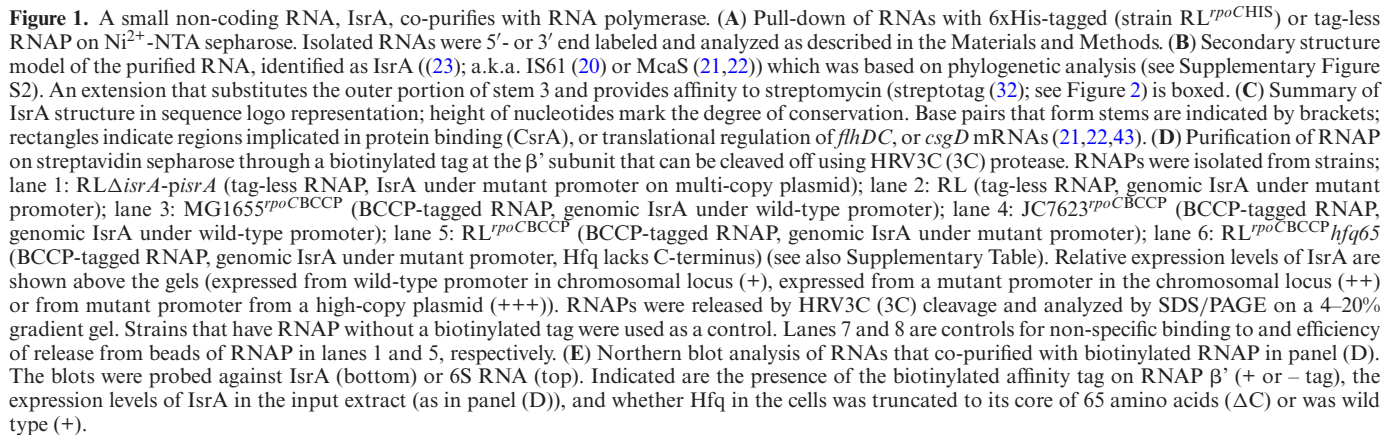 Figure 1. A small non-coding RNA, IsrA, co-purifies with RNA polymerase. (A) Pull-down of RNAs with 6xHis-tagged (strain RL^rpoCHIS) or tag-less
RNAP on Ni2+-NTA sepharose. Isolated RNAs were 5′- or 3′ end labeled and analyzed as described in the Materials and Methods. (B) Secondary structure
model of the purified RNA, identified as IsrA ((23); a.k.a. IS61 (20) or McaS (21,22)) which was based on phylogenetic analysis (see Supplementary Figure
S2). An extension that substitutes the outer portion of stem 3 and provides affinity to streptomycin (streptotag (32); see Figure 2) is boxed. (C) Summary of
IsrA structure in sequence logo representation; height of nucleotides mark the degree of conservation. Base pairs that form stems are indicated by brackets;
rectangles indicate regions implicated in protein binding (CsrA), or translational regulation of flhDC, or csgD mRNAs (21,22,43). (D) Purification of RNAP
on streptavidin sepharose through a biotinylated tag at the β’ subunit that can be cleaved off using HRV3C (3C) protease. RNAPs were isolated from strains;
lane 1: RLΔisrA-pisrA (tag-less RNAP, IsrA under mutant promoter on multi-copy plasmid); lane 2: RL (tag-less RNAP, genomic IsrA under mutant
promoter); lane 3: MG1655^rpoCBCCP (BCCP-tagged RNAP, genomic IsrA under wild-type promoter); lane 4: JC7623^rpoCBCCP (BCCP-tagged RNAP,
genomic IsrA under wild-type promoter); lane 5: RL^rpoCBCCP (BCCP-tagged RNAP, genomic IsrA under mutant promoter); lane 6: RL^rpoCBCCP hfq65
(BCCP-tagged RNAP, genomic IsrA under mutant promoter, Hfq lacks C-terminus) (see also Supplementary Table). Relative expression levels of IsrA are
shown above the gels (expressed from wild-type promoter in chromosomal locus (+), expressed from a mutant promoter in the chromosomal locus (++)
or from mutant promoter from a high-copy plasmid (+++)). RNAPs were released by HRV3C (3C) cleavage and analyzed by SDS/PAGE on a 4–20%
gradient gel. Strains that have RNAP without a biotinylated tag were used as a control. Lanes 7 and 8 are controls for non-specific binding to and efficiency
of release from beads of RNAP in lanes 1 and 5, respectively. (E) Northern blot analysis of RNAs that co-purified with biotinylated RNAP in panel (D).
The blots were probed against IsrA (bottom) or 6S RNA (top). Indicated are the presence of the biotinylated affinity tag on RNAP β’ (+ or – tag), the
expression levels of IsrA in the input extract (as in panel (D)), and whether Hfq in the cells was truncated to its core of 65 amino acids (ΔC) or was wild
type (+).